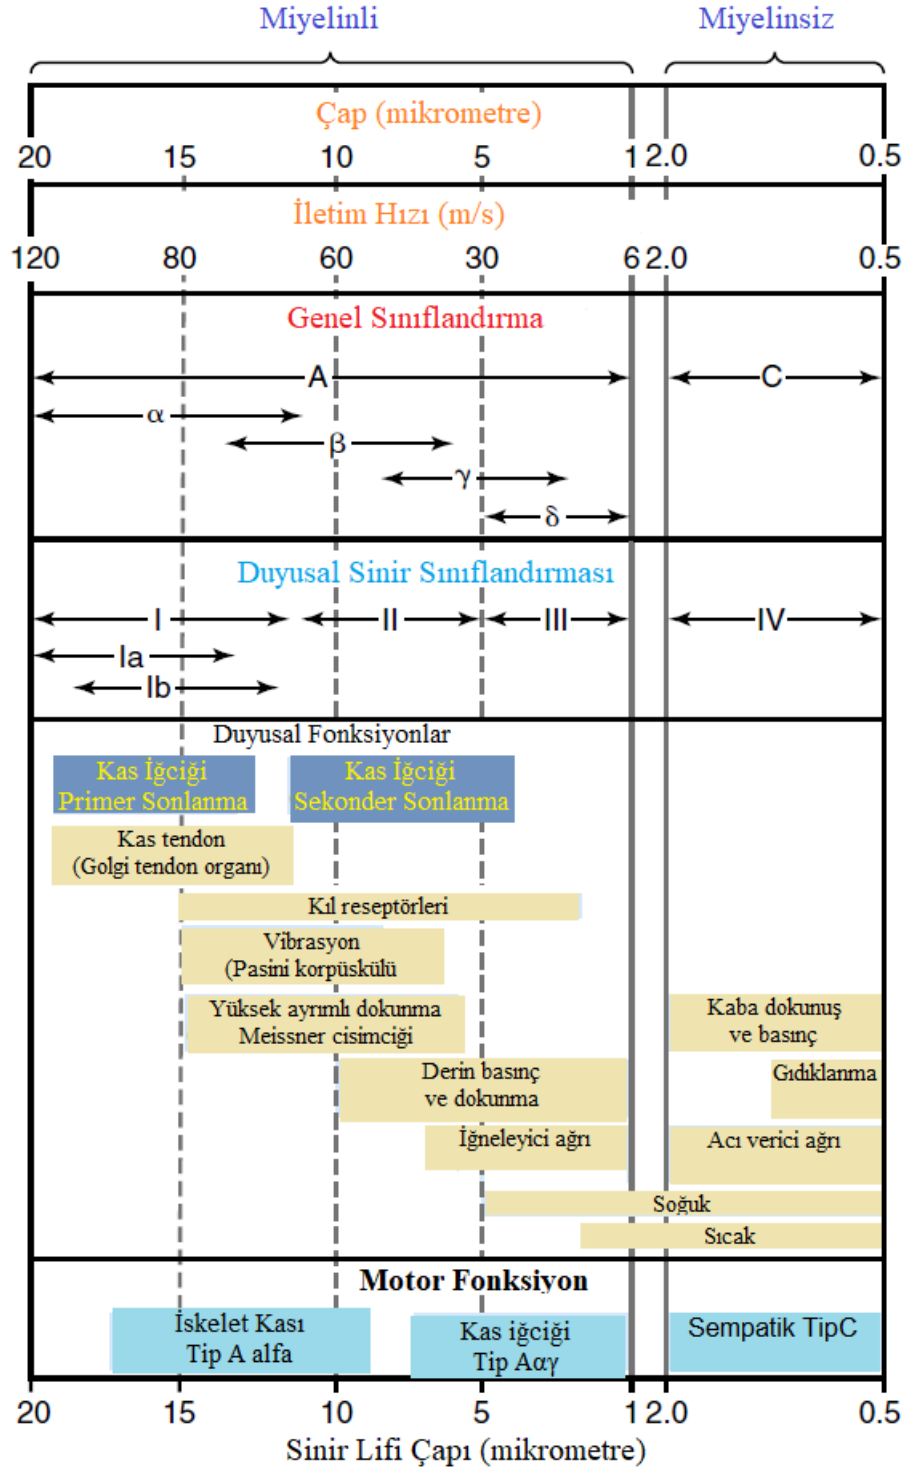 Miyelinli Miyelinsiz
Çap (mikrometre)
20 15 10 5 1 2.0 0.5
İletim Hızı (m/s)
120 80 60 30 6 2.0 0.5
Genel Sınıflandırma
A C
α
β
γ
δ
Duyusal Sinir Sınıflandırması
I II III IV
Ia
Ib
Duyusal Fonksiyonlar
Kas İğciği
Primer Sonlanma
Kas İğciği
Sekonder Sonlanma
Kas tendon
(Golgi tendon organı)
Kıl reseptörleri
Vibrasyon
(Pasini korpüskülü
Yüksek ayrımlı dokunma
Meissner cisimciği
Kaba dokunuş
ve basınç
Derin basınç
ve dokunma
Gıdıklanma
İğneleyici ağrı
Acı verici ağrı
Soğuk
Sıcak
Motor Fonksiyon
İskelet Kası
Tip A alfa
Kas iğciği
Tip Aαγ
Sempatik TipC
20 15 10 5 1 2.0 0.5
Sinir Lifi Çapı (mikrometre)